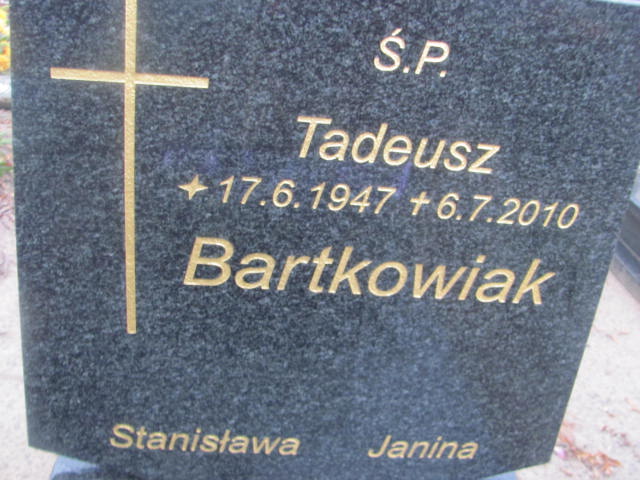 Ś.P.
Tadeusz
17.6.1947 6.7.2010
Bartkowiak
Stanisława Janina